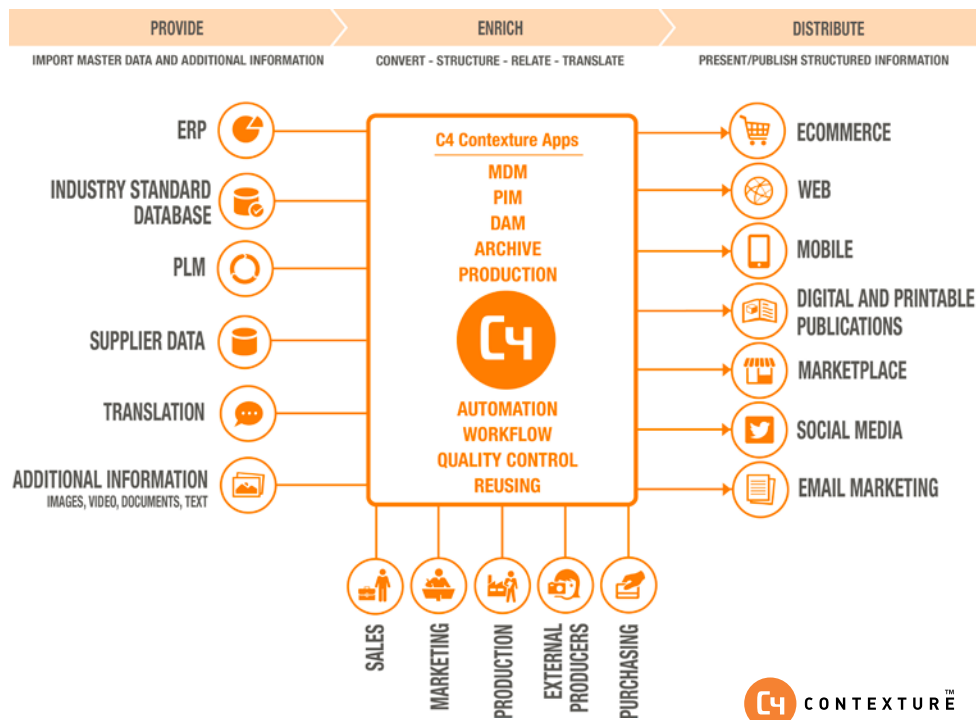 PROVIDE
ENRICH
DISTRIBUTE
IMPORT MASTER DATA AND ADDITIONAL INFORMATION
CONVERT - STRUCTURE - RELATE - TRANSLATE
PRESENT/PUBLISH STRUCTURED INFORMATION
ERP
INDUSTRY STANDARD
DATABASE
PLM
SUPPLIER DATA
TRANSLATION
ADDITIONAL INFORMATION
IMAGES, VIDEO, DOCUMENTS, TEXT
C4 Contexture Apps
MDM
PIM
DAM
ARCHIVE
PRODUCTION
C4
AUTOMATION
WORKFLOW
QUALITY CONTROL
REUSING
ECOMMERCE
WEB
MOBILE
DIGITAL AND PRINTABLE
PUBLICATIONS
MARKETPLACE
SOCIAL MEDIA
EMAIL MARKETING
SALES
MARKETING
PRODUCTION
EXTERNAL
PRODUCERS
PURCHASING
C4 CONTEXTURE™